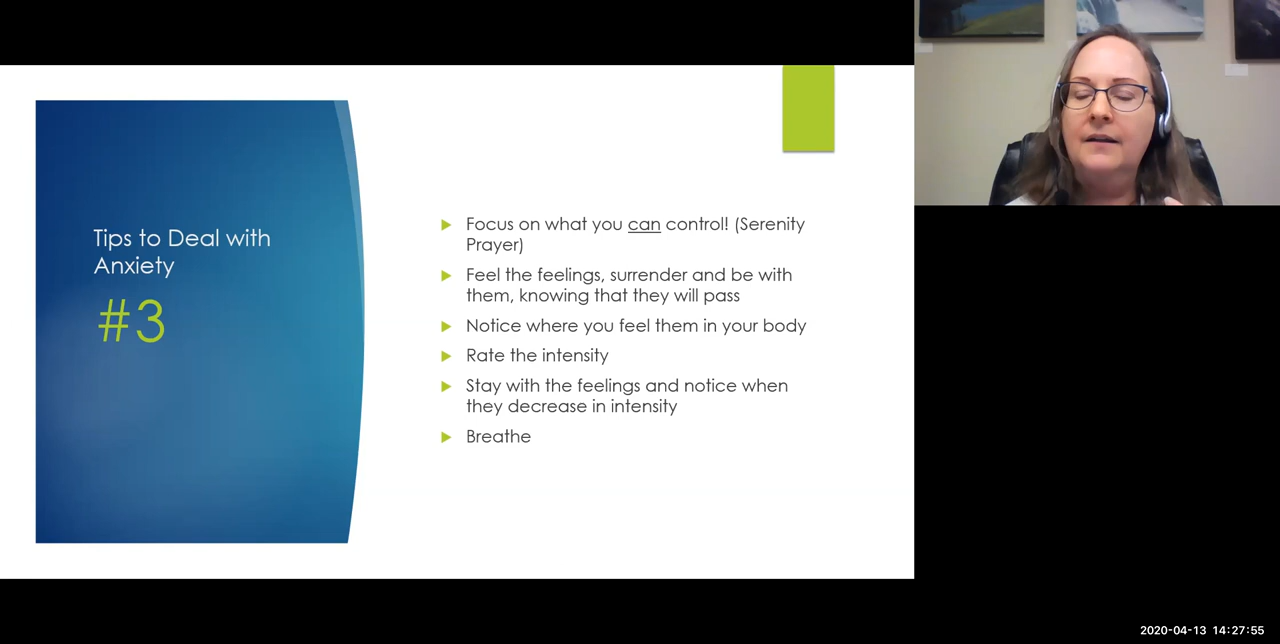 Tips to Deal with
Anxiety
#3
Focus on what you can control! (Serenity
Prayer)
Feel the feelings, surrender and be with
them, knowing that they will pass
Notice where you feel them in your body
Rate the intensity
Stay with the feelings and notice when
they decrease in intensity
Breathe
2020-04-13 14:27:55